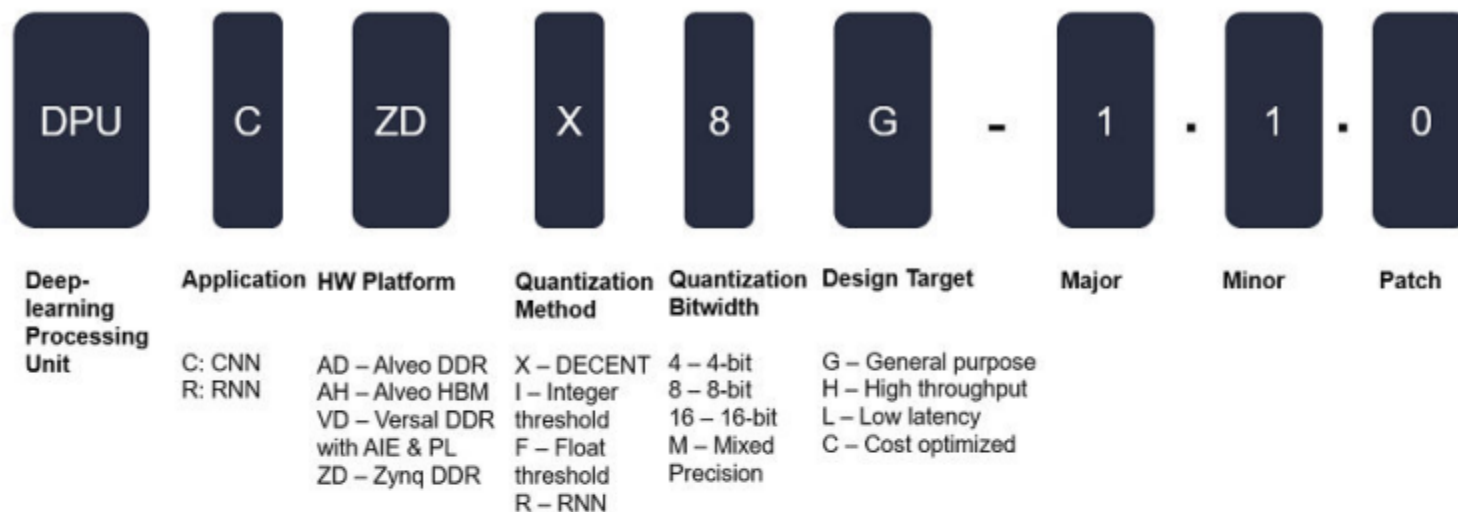 DPU C ZD X 8 G - 1 . 1 . 0
Deep-
learning
Processing
Unit
Application
C: CNN
R: RNN
HW Platform
AD – Alveo DDR
AH – Alveo HBM
VD – Versal DDR
with AIE & PL
ZD – Zynq DDR
Quantization
Method
X – DECENT
I – Integer
threshold
F – Float
threshold
R – RNN
Quantization
Bitwidth
4 – 4-bit
8 – 8-bit
16 – 16-bit
M – Mixed
Precision
Design Target
G – General purpose
H – High throughput
L – Low latency
C – Cost optimized
Major
Minor
Patch